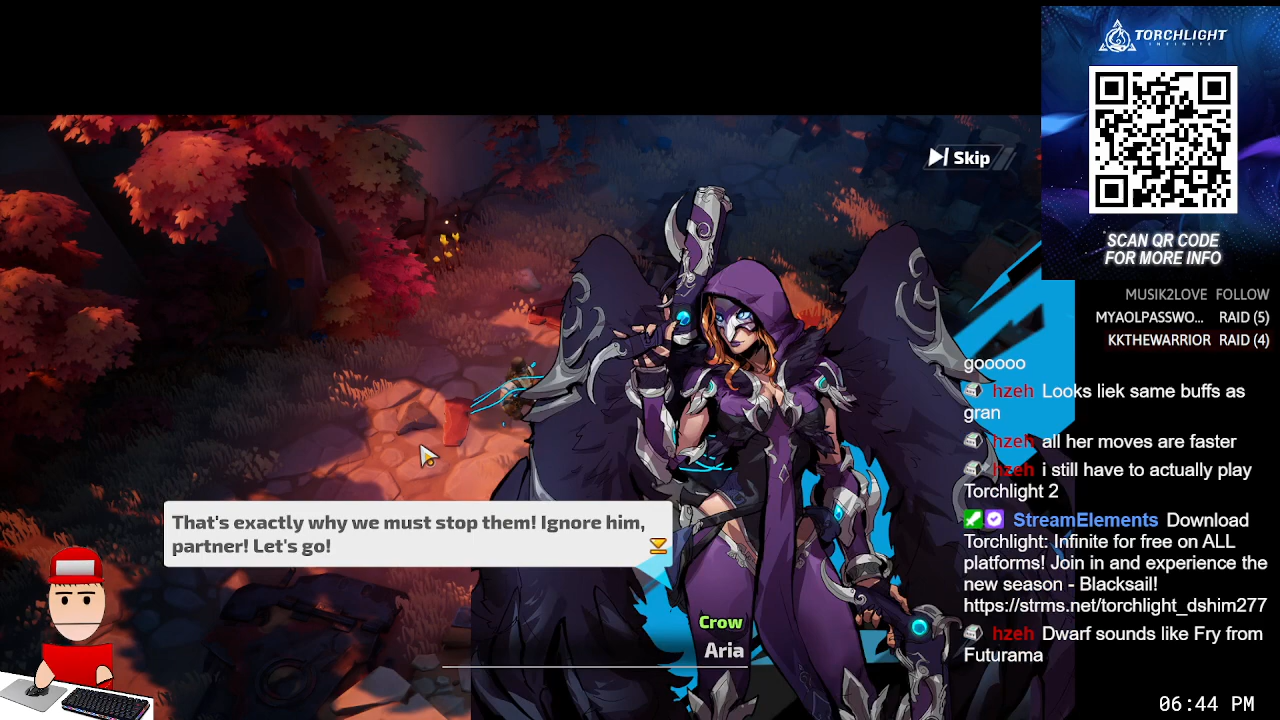 TORCHLIGHT
INFINITE
Skip
SCAN QR CODE
FOR MORE INFO
MUSIK2LOVE FOLLOW
MYAOLPASSWO... RAID (5)
KKTHEWARRIOR RAID (4)
gooooo
hzeh Looks liek same buffs as
gran
hzeh all her moves are faster
hzeh i still have to actually play
Torchlight 2
StreamElements Download
Torchlight: Infinite for free on ALL
platforms! Join in and experience the
new season - Blacksail!
https://strms.net/torchlight_dshim277
hzeh Dwarf sounds like Fry from
Futurama
That's exactly why we must stop them! Ignore him,
partner! Let's go!
Crow
Aria
06:44 PM